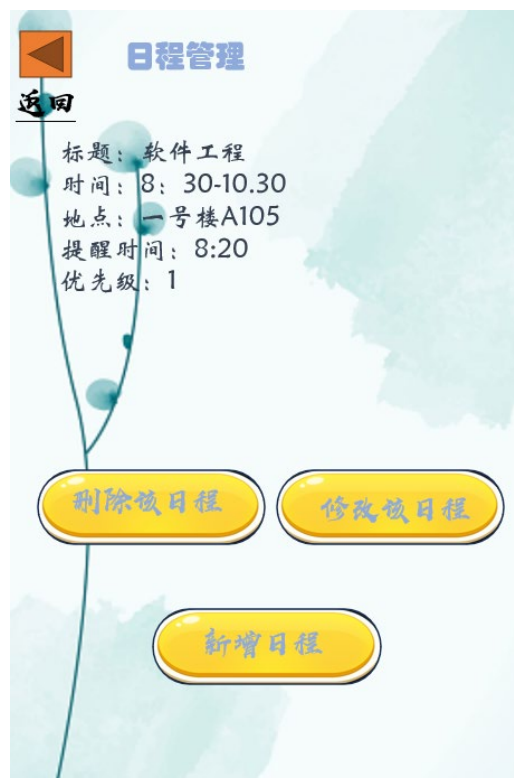 日程管理
返回
标题：软件工程
时间：8：30-10.30
地点：一号楼A105
提醒时间：8:20
优先级：1
删除该日程
修改该日程
新增日程